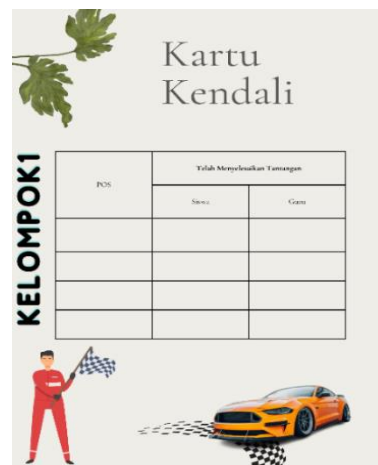 Kartu
Kendali
KELOMPOK1
POS
Telah Menyelesaikan Tantangan
Siswa
Guru